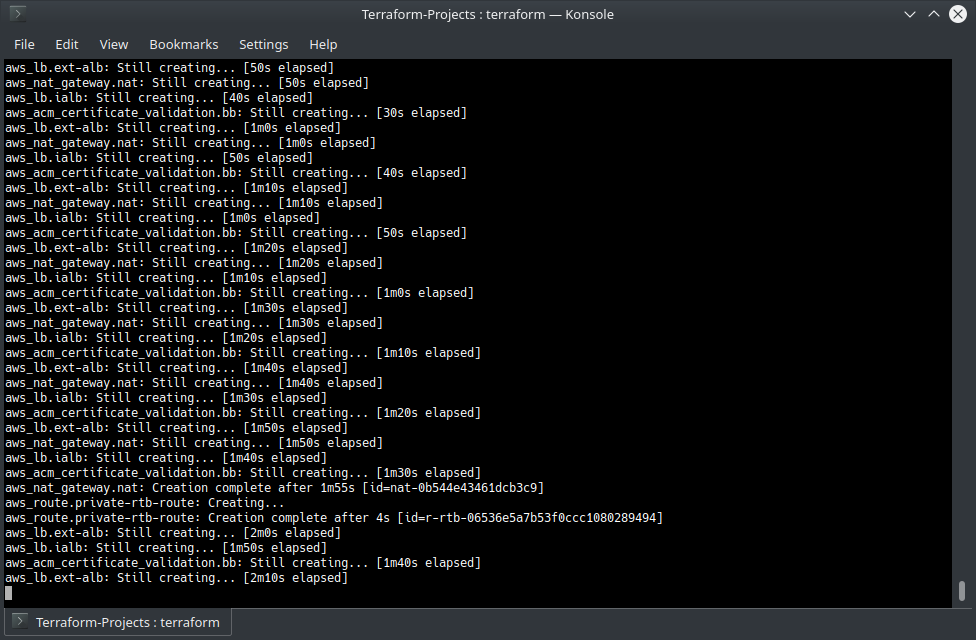 Terraform-Projects : terraform — Konsole
File Edit View Bookmarks Settings Help
aws_lb.ext-alb: Still creating... [50s elapsed]
aws_nat_gateway.nat: Still creating... [50s elapsed]
aws_lb.ialb: Still creating... [40s elapsed]
aws_acm_certificate_validation.bb: Still creating... [30s elapsed]
aws_lb.ext-alb: Still creating... [1m0s elapsed]
aws_nat_gateway.nat: Still creating... [1m0s elapsed]
aws_lb.ialb: Still creating... [50s elapsed]
aws_acm_certificate_validation.bb: Still creating... [40s elapsed]
aws_lb.ext-alb: Still creating... [1m10s elapsed]
aws_nat_gateway.nat: Still creating... [1m10s elapsed]
aws_lb.ialb: Still creating... [1m0s elapsed]
aws_acm_certificate_validation.bb: Still creating... [50s elapsed]
aws_lb.ext-alb: Still creating... [1m20s elapsed]
aws_nat_gateway.nat: Still creating... [1m20s elapsed]
aws_lb.ialb: Still creating... [1m10s elapsed]
aws_acm_certificate_validation.bb: Still creating... [1m0s elapsed]
aws_lb.ext-alb: Still creating... [1m30s elapsed]
aws_nat_gateway.nat: Still creating... [1m30s elapsed]
aws_lb.ialb: Still creating... [1m20s elapsed]
aws_acm_certificate_validation.bb: Still creating... [1m10s elapsed]
aws_lb.ext-alb: Still creating... [1m40s elapsed]
aws_nat_gateway.nat: Still creating... [1m40s elapsed]
aws_lb.ialb: Still creating... [1m30s elapsed]
aws_acm_certificate_validation.bb: Still creating... [1m20s elapsed]
aws_lb.ext-alb: Still creating... [1m50s elapsed]
aws_nat_gateway.nat: Still creating... [1m50s elapsed]
aws_lb.ialb: Still creating... [1m40s elapsed]
aws_acm_certificate_validation.bb: Still creating... [1m30s elapsed]
aws_nat_gateway.nat: Creation complete after 1m55s [id=nat-0b544e43461dcb3c9]
aws_route.private-rtb-route: Creating...
aws_route.private-rtb-route: Creation complete after 4s [id=r-rtb-06536e5a7b53f0ccc1080289494]
aws_lb.ext-alb: Still creating... [2m0s elapsed]
aws_lb.ialb: Still creating... [1m50s elapsed]
aws_acm_certificate_validation.bb: Still creating... [1m40s elapsed]
aws_lb.ext-alb: Still creating... [2m10s elapsed]
Terraform-Projects : terraform